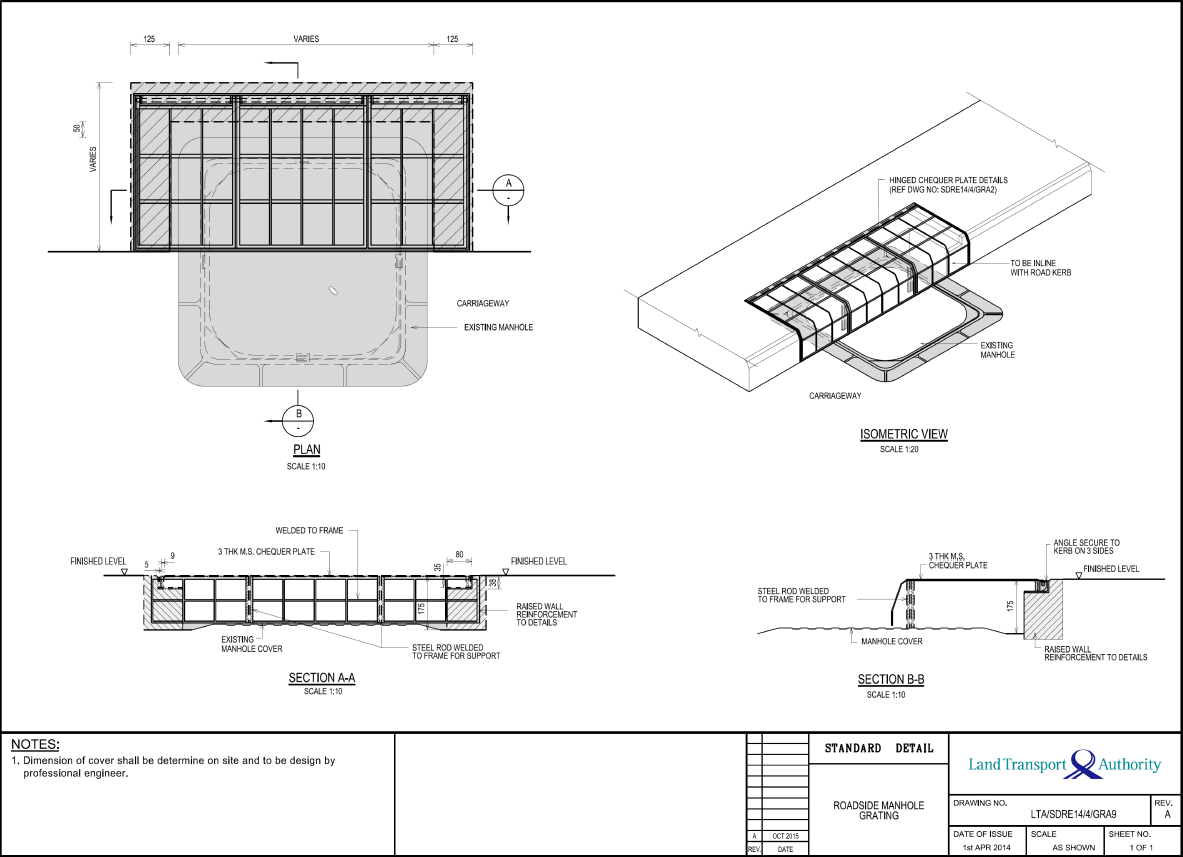 125
VARIES
125
50
VARIES
A
-
CARRIAGEWAY
EXISTING MANHOLE
B
-
PLAN
SCALE 1:10
HINGED CHEQUER PLATE DETAILS
(REF DWG NO: SDRE14/4/GRA2)
TO BE INLINE
WITH ROAD KERB
EXISTING
MANHOLE
CARRIAGEWAY
ISOMETRIC VIEW
SCALE 1:20
WELDED TO FRAME
3 THK M.S. CHEQUER PLATE
FINISHED LEVEL
5
9
80
35
38
175
FINISHED LEVEL
RAISED WALL
REINFORCEMENT
TO DETAILS
EXISTING
MANHOLE COVER
STEEL ROD WELDED
TO FRAME FOR SUPPORT
SECTION A-A
SCALE 1:10
3 THK M.S.
CHEQUER PLATE
ANGLE SECURE TO
KERB ON 3 SIDES
FINISHED LEVEL
STEEL ROD WELDED
TO FRAME FOR SUPPORT
175
MANHOLE COVER
RAISED WALL
REINFORCEMENT TO DETAILS
SECTION B-B
SCALE 1:10
NOTES:
1. Dimension of cover shall be determine on site and to be design by
professional engineer.
A OCT 2015
REV. DATE
STANDARD DETAIL
ROADSIDE MANHOLE
GRATING
Land Transport Authority
DRAWING NO.
LTA/SDRE14/4/GRA9
REV.
A
DATE OF ISSUE
1st APR 2014
SCALE
AS SHOWN
SHEET NO.
1 OF 1